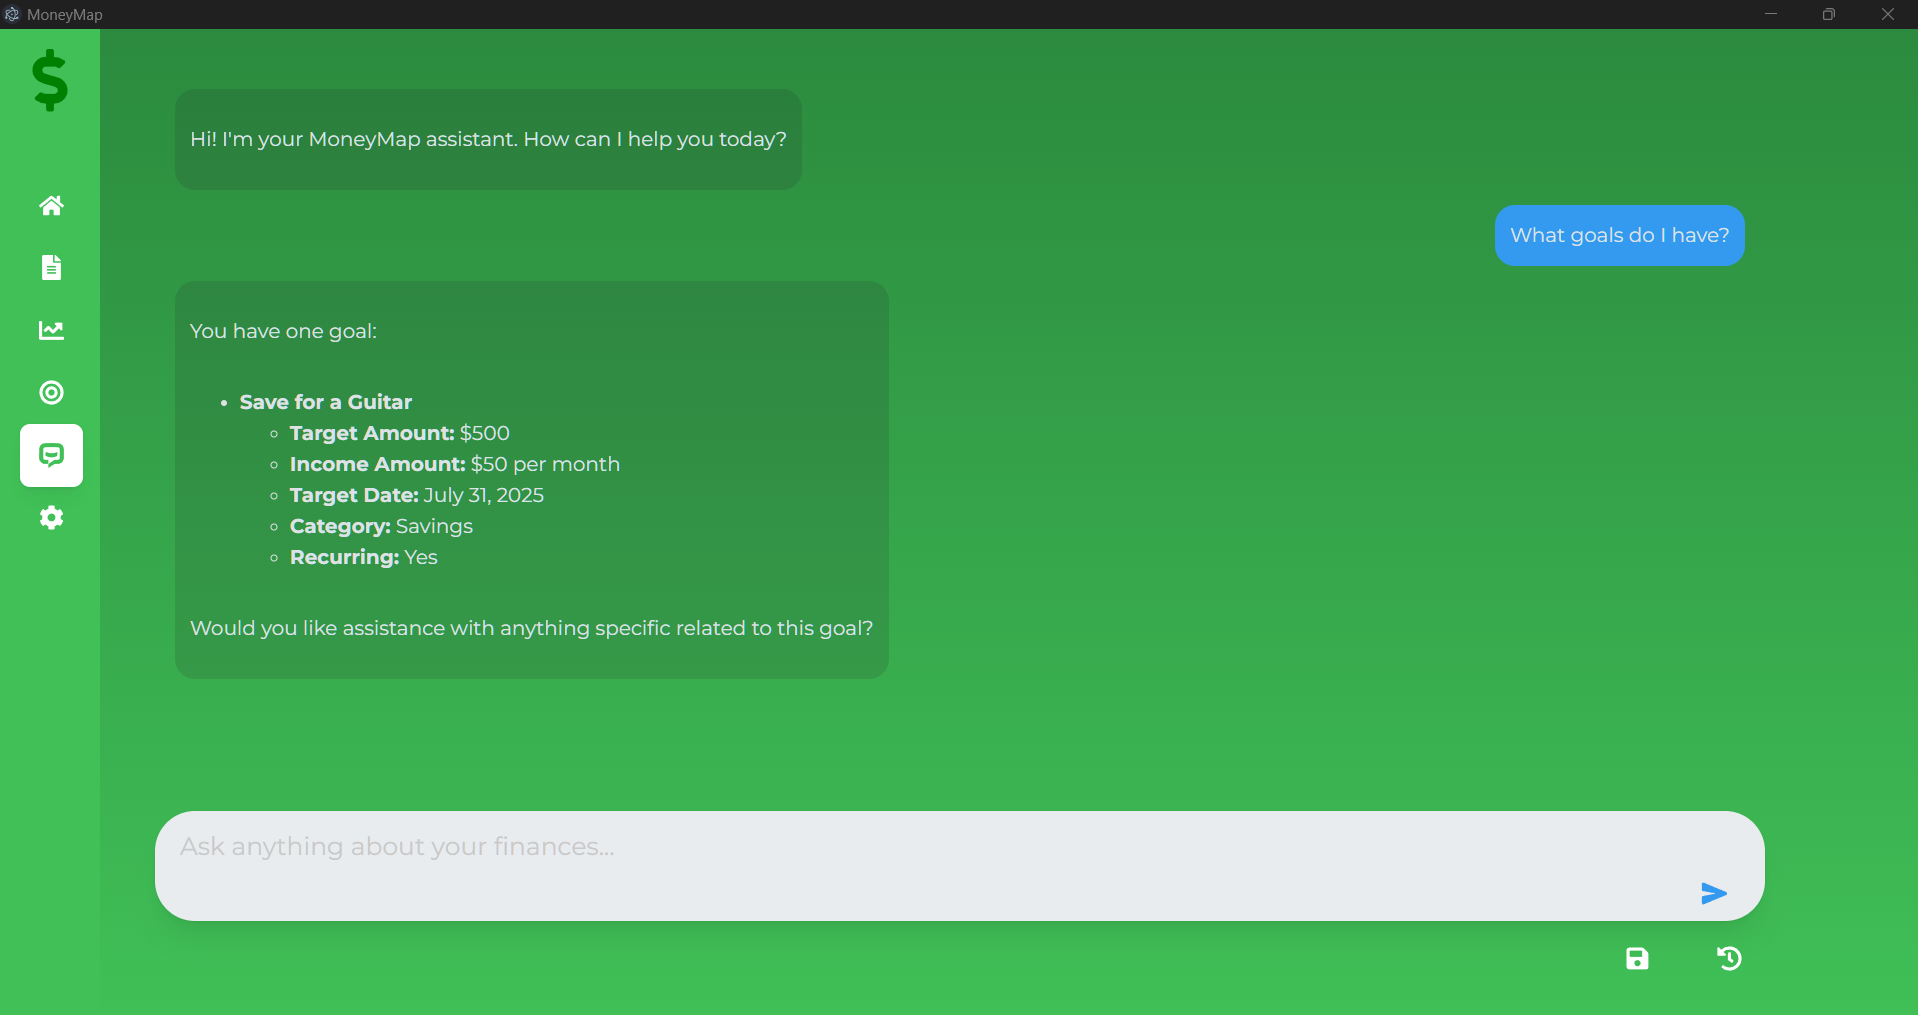 MoneyMap
Hi! I'm your MoneyMap assistant. How can I help you today?
What goals do I have?
You have one goal:
Save for a Guitar
Target Amount: $500
Income Amount: $50 per month
Target Date: July 31, 2025
Category: Savings
Recurring: Yes
Would you like assistance with anything specific related to this goal?
Ask anything about your finances...